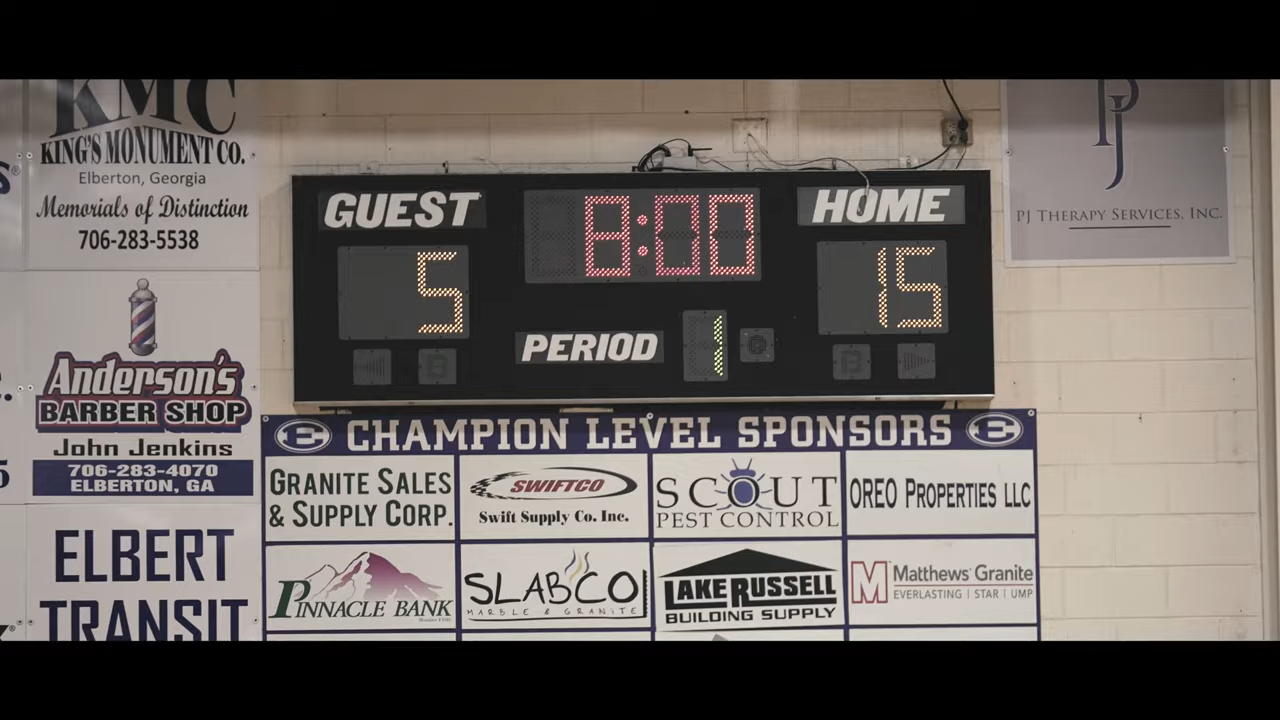 KMC
KING'S MONUMENT CO.
Elberton, Georgia
Memorials of Distinction
706-283-5538
Anderson's
BARBER SHOP
John Jenkins
706-283-4070
ELBERTON, GA
ELBERT
TRANSIT
GUEST
8:00
HOME
5
15
PERIOD
1
PJ
PJ THERAPY SERVICES, INC.
E CHAMPION LEVEL SPONSORS E
GRANITE SALES
& SUPPLY CORP.
SWIFTCO
Swift Supply Co. Inc.
SCOUT
PEST CONTROL
OREO PROPERTIES LLC
PINNACLE BANK
SLABCO
MARBLE & GRANITE
LAKE RUSSELL
BUILDING SUPPLY
M Matthews Granite
EVERLASTING | STAR | UMP